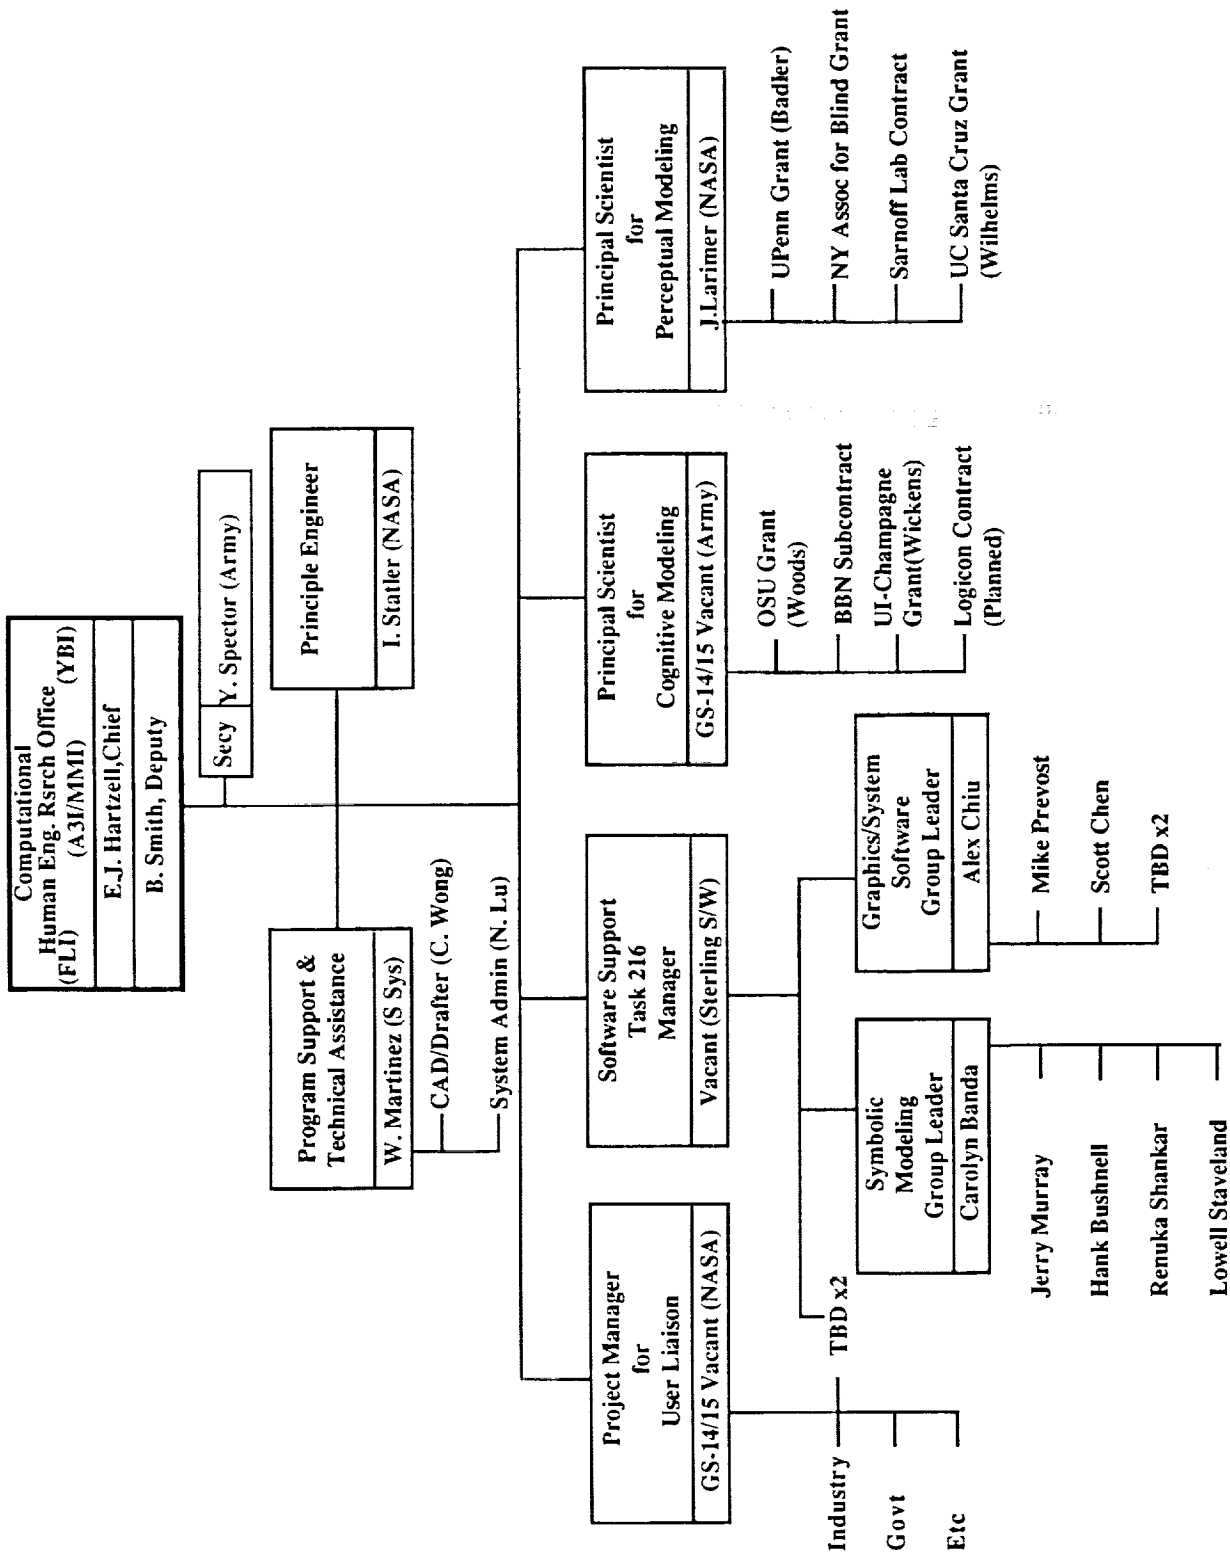 Computational
Human Eng. Rsrch Office
(FLI) (A3I/MMI) (YBI)
E.J. Hartzell,Chief
B. Smith, Deputy
Secy Y. Spector (Army)
Program Support &
Technical Assistance
W. Martinez (S Sys)
CAD/Drafter (C. Wong)
System Admin (N. Lu)
Principle Engineer
I. Statler (NASA)
Project Manager
for
User Liaison
GS-14/15 Vacant (NASA)
Industry
Govt
Etc
TBD x2
Software Support
Task 216
Manager
Vacant (Sterling S/W)
Symbolic
Modeling
Group Leader
Carolyn Banda
Jerry Murray
Hank Bushnell
Renuka Shankar
Lowell Staveland
Graphics/System
Software
Group Leader
Alex Chiu
Mike Prevost
Scott Chen
TBD x2
Principal Scientist
for
Cognitive Modeling
GS-14/15 Vacant (Army)
OSU Grant
(Woods)
BBN Subcontract
UI-Champagne
Grant(Wickens)
Logicon Contract
(Planned)
Principal Scientist
for
Perceptual Modeling
J.Larimer (NASA)
UPenn Grant (Badler)
NY Assoc for Blind Grant
Sarnoff Lab Contract
UC Santa Cruz Grant
(Wilhelms)